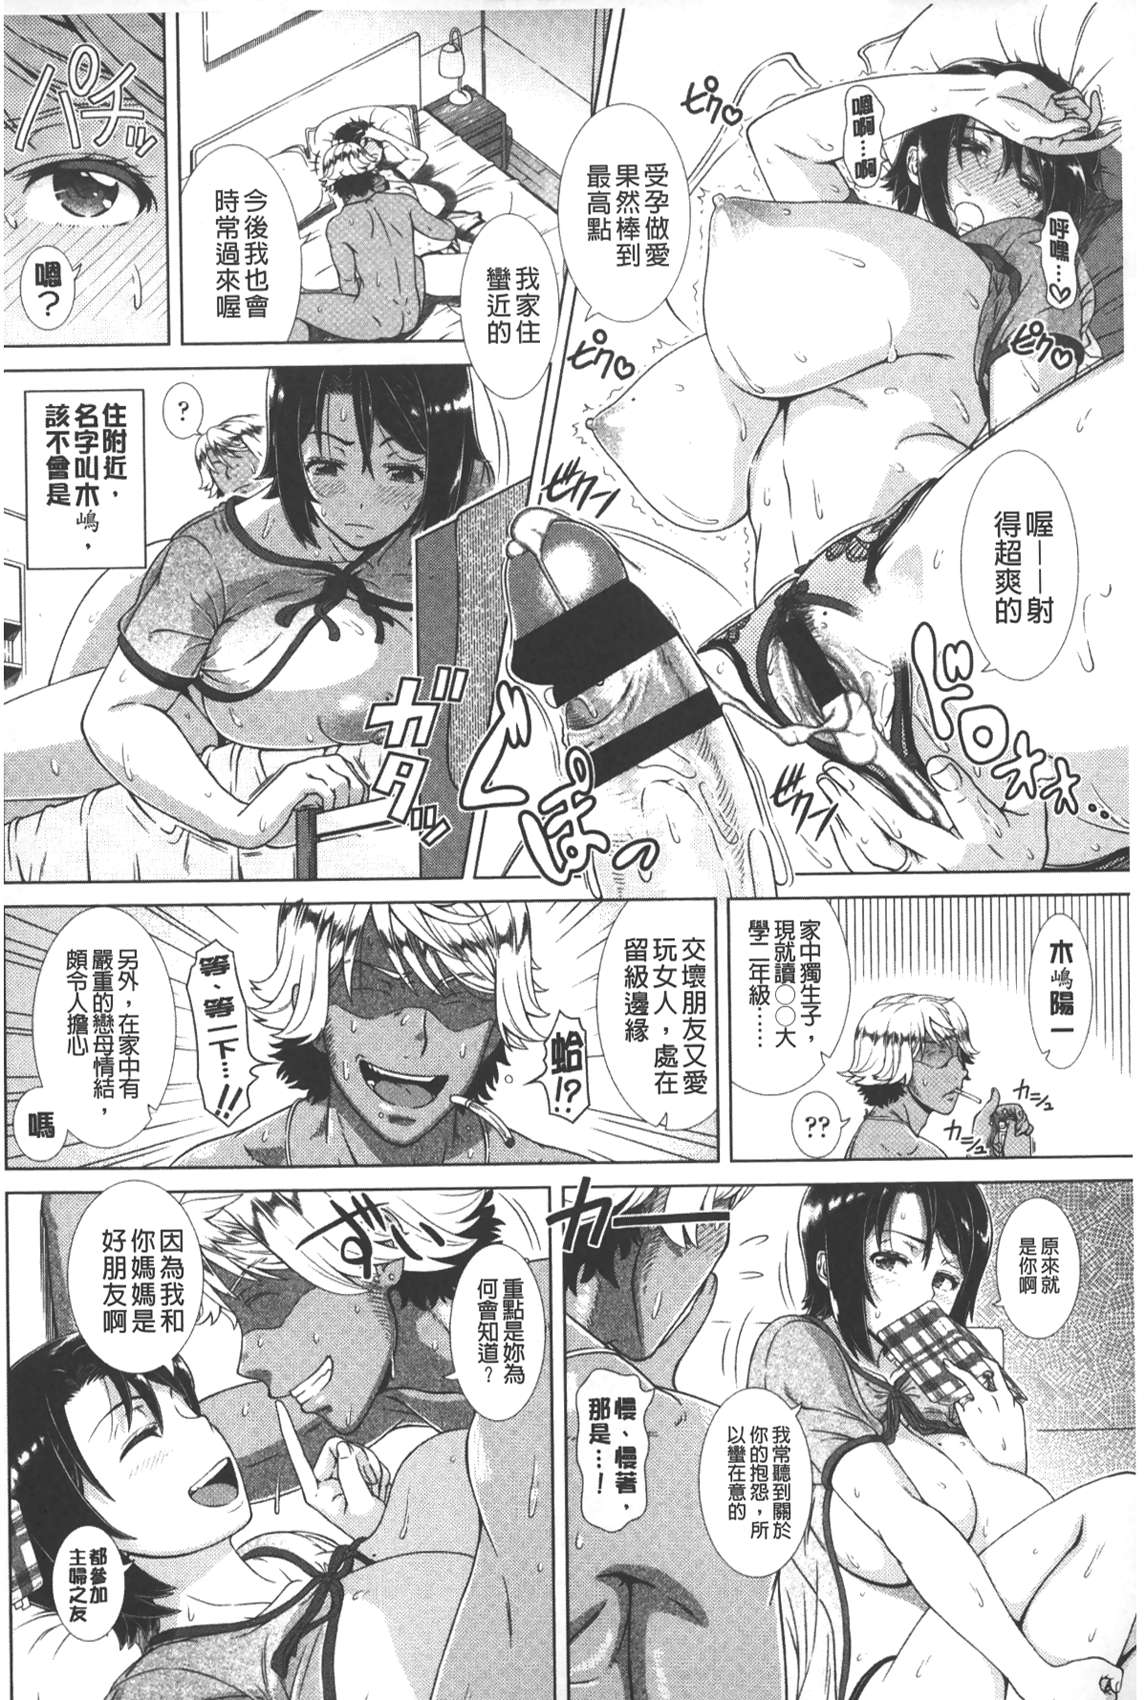 嗯啊…啊
呼嘿…♡
ピク♡
ピク♡
ピク♡
受孕做愛
果然棒到
最高點
喔——射
得超爽的
ビクン
ビクン
ドロォォ…
ぐぽっ
我家住
蠻近的
今後我也會
時常過來喔
パチッ
嗯?
住附近,
名字叫木嶋,
該不會是
?
ガタタッ
木嶋陽一
カシュ
カシュ
??
家中獨生子,
現就讀○○大
學二年級……
交壞朋友又愛
玩女人,處在
留級邊緣
蛤!?
等、等一下…!!
另外,在家中有
嚴重的戀母情結,
頗令人擔心
嗎
原來就
是你啊
我常聽到關於
你的抱怨,所
以蠻在意的
カ——
慢、慢著,
那是…!
重點是妳為
何會知道?
ずいっ
因為我和
你媽媽是
好朋友啊
都參加
主婦之友